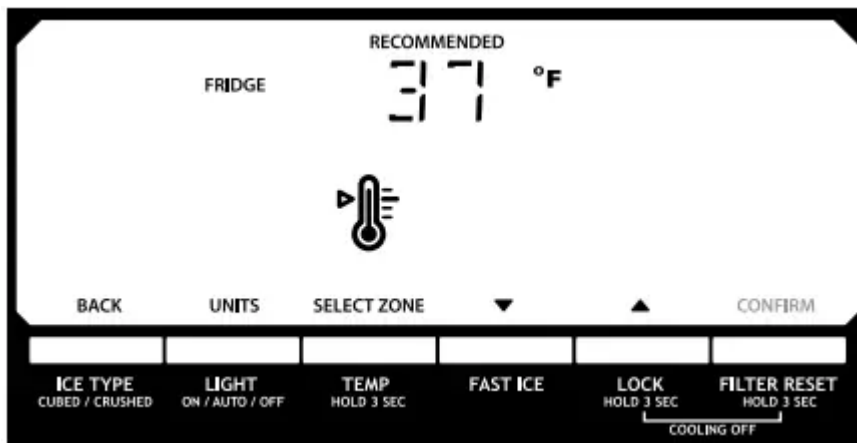 RECOMMENDED
FRIDGE 37 °F
BACK UNITS SELECT ZONE ▼ ▲ CONFIRM
ICE TYPE LIGHT TEMP FAST ICE LOCK FILTER RESET
CUBED / CRUSHED ON / AUTO / OFF HOLD 3 SEC HOLD 3 SEC HOLD 3 SEC
COOLING OFF